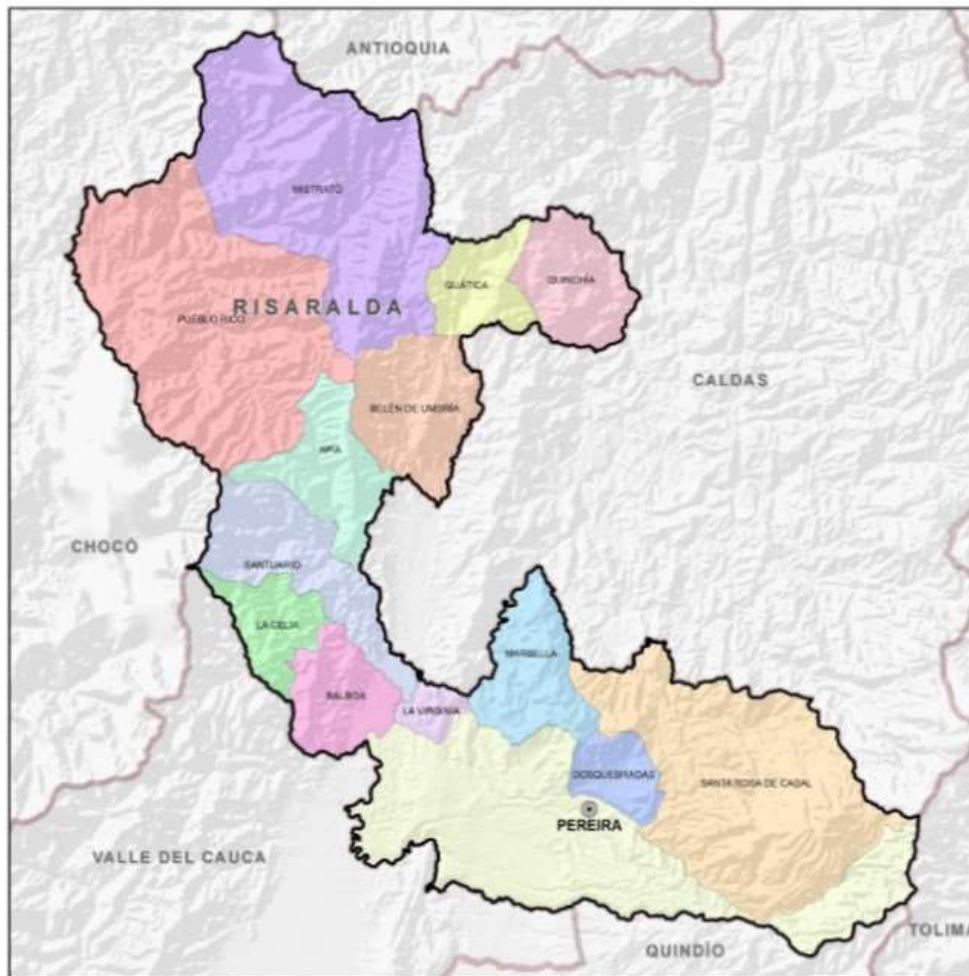 ANTIOQUIA
MISTRATÓ
GUÁTICA
QUINCHÍA
RISARALDA
PUEBLO RICO
CALDAS
BELÉN DE UMBRÍA
APÍA
CHOCÓ
SANTUARIO
LA CELIA
MARSELLA
BALBOA
LA VIRGINIA
DOSQUEBRADAS
SANTA ROSA DE CABAL
PEREIRA
VALLE DEL CAUCA
TOLIMA
QUINDÍO